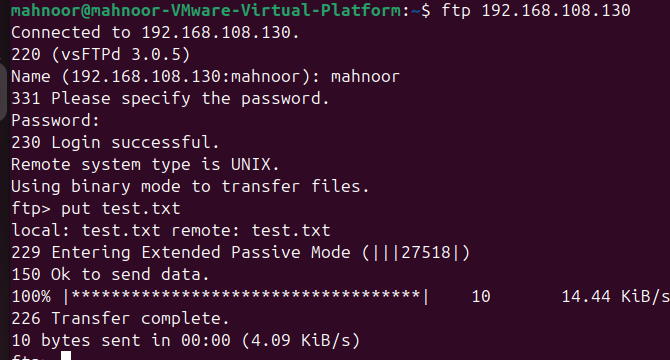 mahnoor@mahnoor-VMware-Virtual-Platform:~$ ftp 192.168.108.130
Connected to 192.168.108.130.
220 (vsFTPd 3.0.5)
Name (192.168.108.130:mahnoor): mahnoor
331 Please specify the password.
Password:
230 Login successful.
Remote system type is UNIX.
Using binary mode to transfer files.
ftp> put test.txt
local: test.txt remote: test.txt
229 Entering Extended Passive Mode (|||27518|)
150 Ok to send data.
100% |***********************************| 10 14.44 KiB/s
226 Transfer complete.
10 bytes sent in 00:00 (4.09 KiB/s)
ftp>